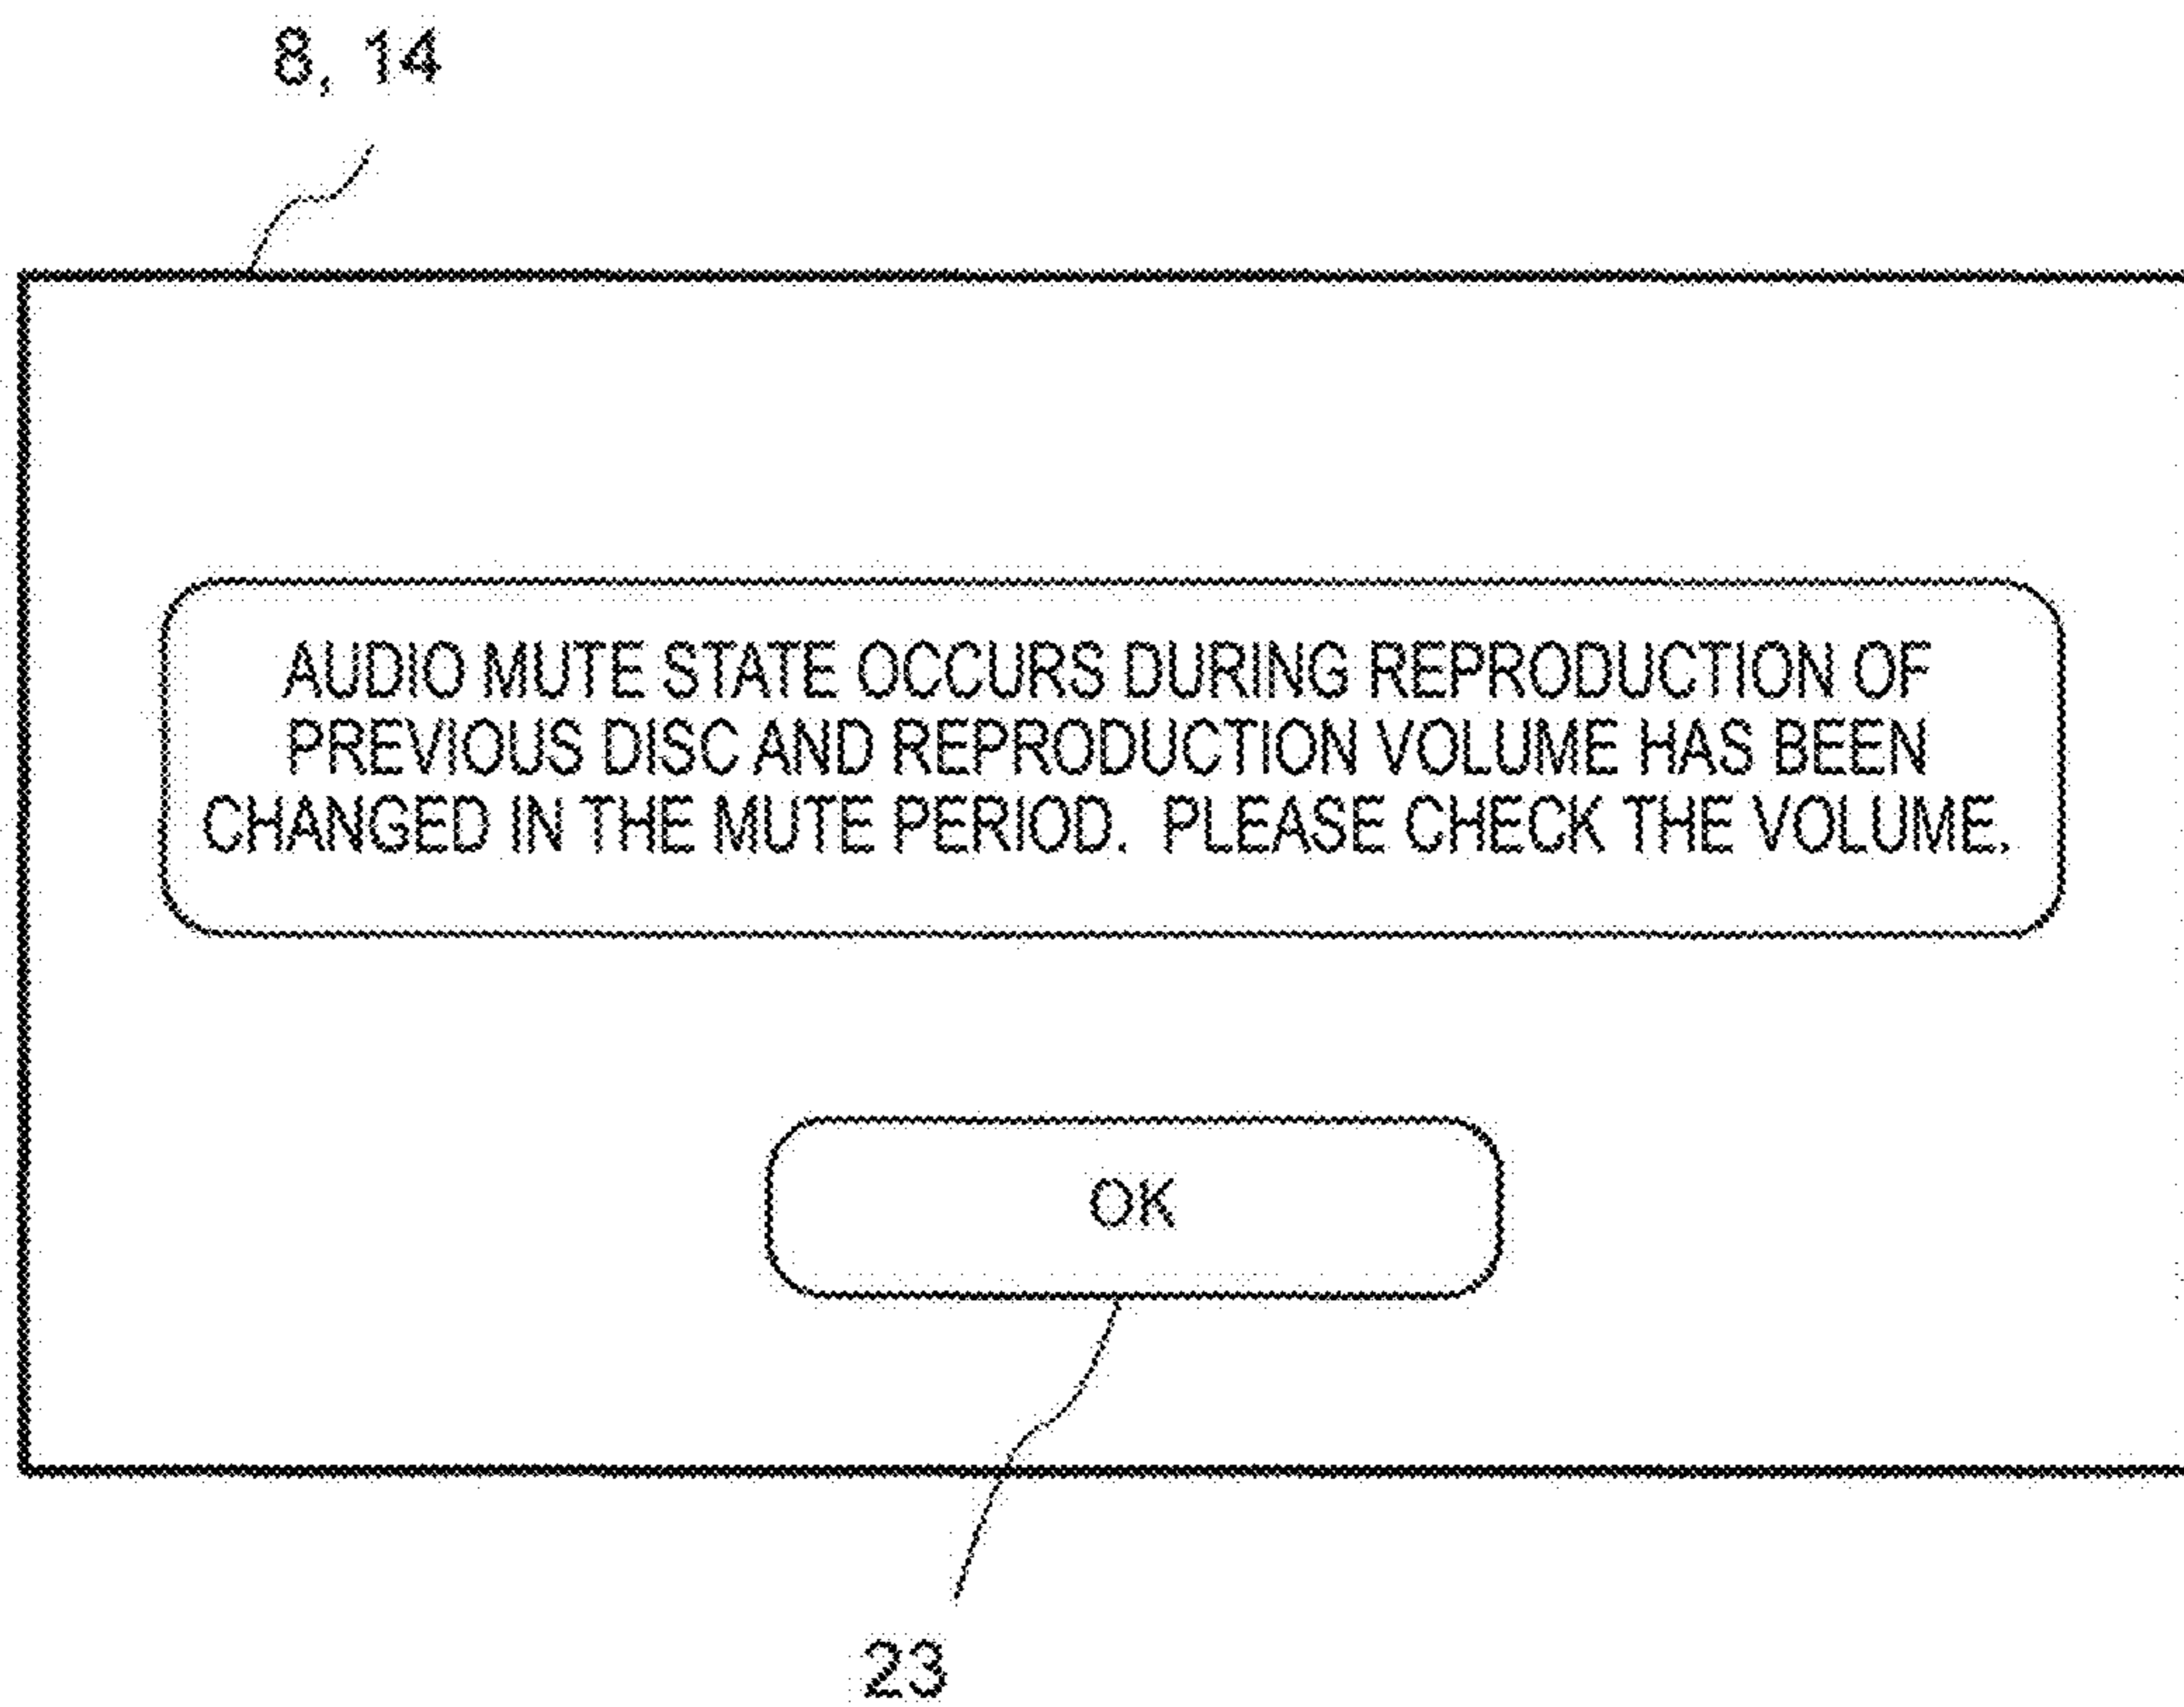 8, 14
AUDIO MUTE STATE OCCURS DURING REPRODUCTION OF
PREVIOUS DISC AND REPRODUCTION VOLUME HAS BEEN
CHANGED IN THE MUTE PERIOD. PLEASE CHECK THE VOLUME.
OK
23